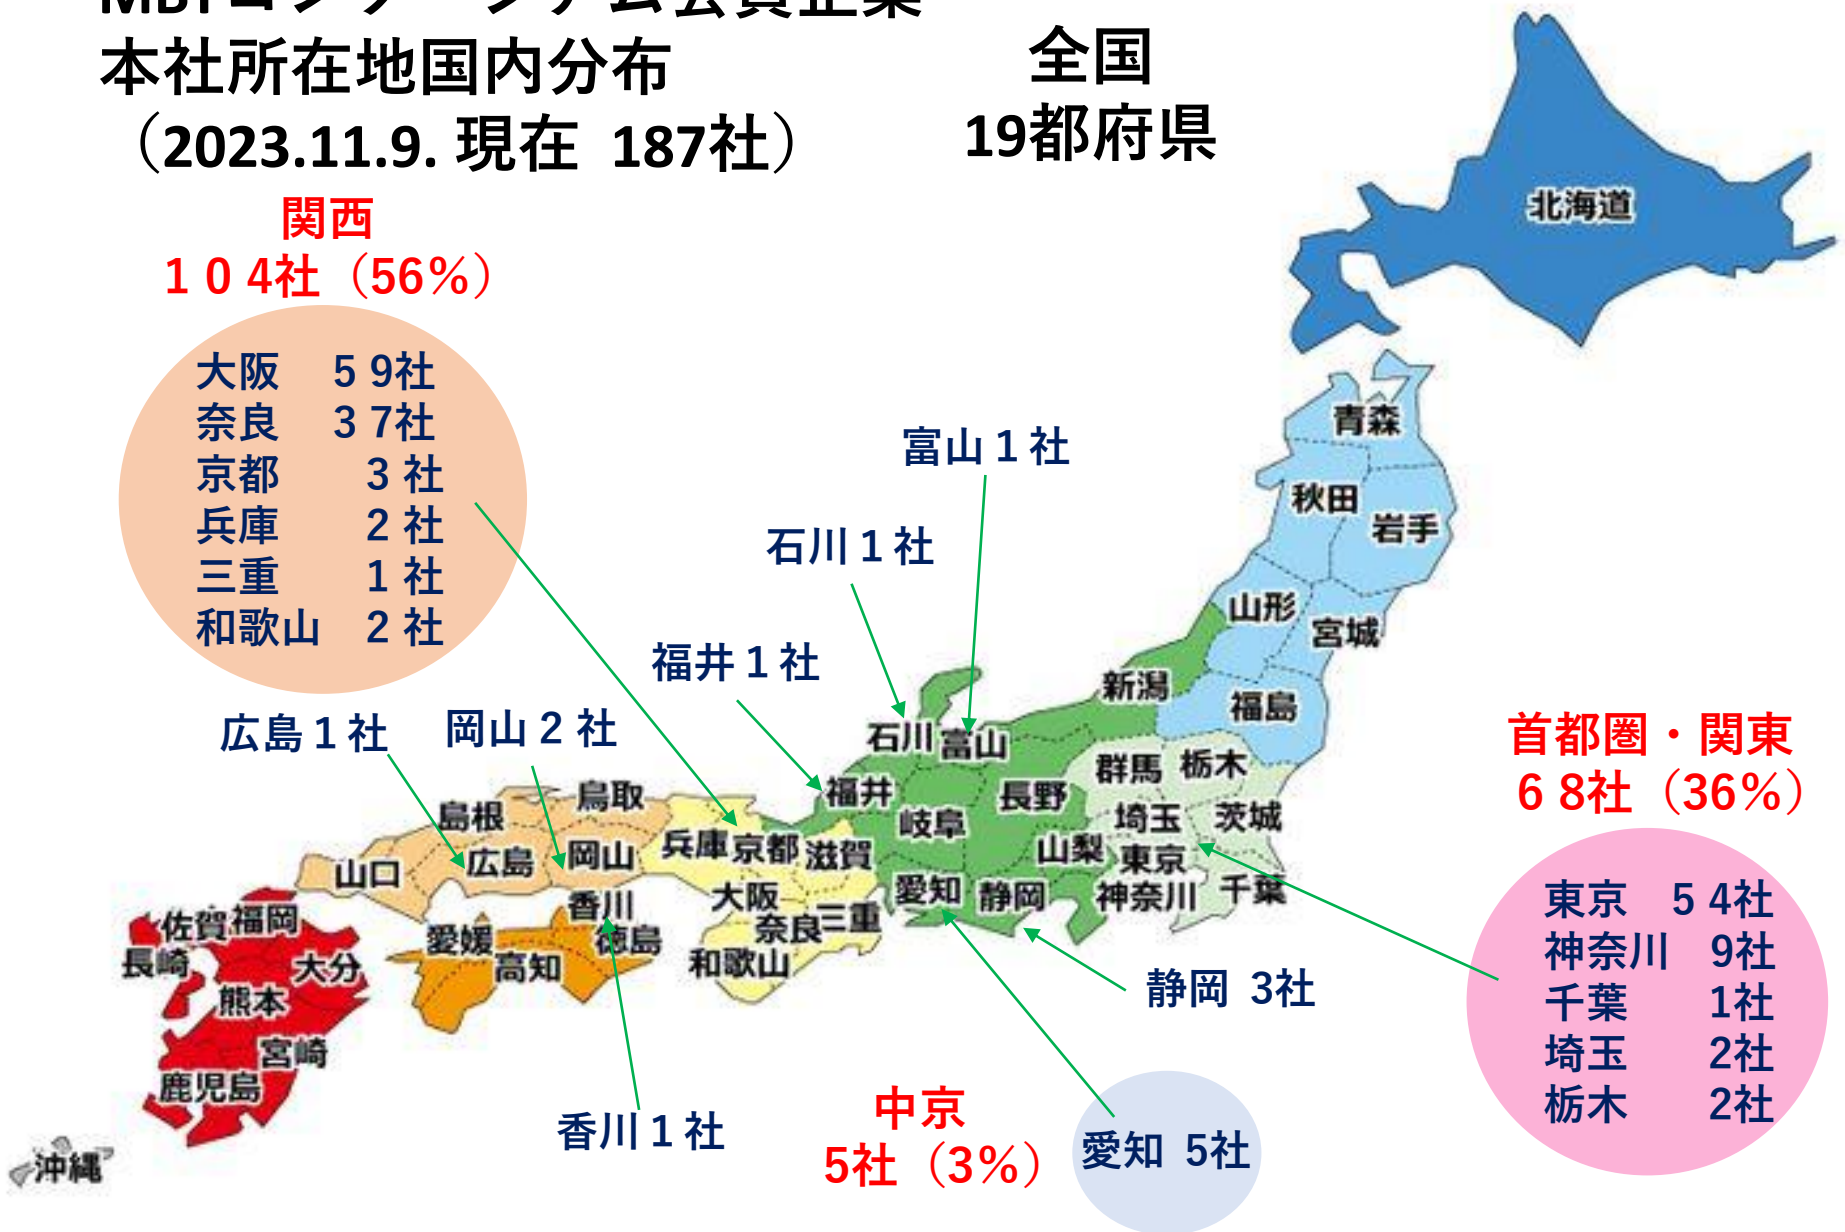 本社所在地国内分布
（2023.11.9. 現在 187社）
全国
19都府県
関西
１０４社（56％）
大阪 ５９社
奈良 ３７社
京都 ３社
兵庫 ２社
三重 １社
和歌山 ２社
富山１社
石川１社
福井１社
広島１社
岡山２社
首都圏・関東
６８社（36％）
東京 ５４社
神奈川 9社
千葉 1社
埼玉 2社
栃木 2社
静岡 3社
香川１社
中京
5社（3％）
愛知 5社
北海道
青森
秋田
岩手
山形
宮城
新潟
福島
石川
富山
群馬
栃木
福井
長野
岐阜
埼玉
茨城
山梨
東京
愛知
静岡
神奈川
千葉
鳥取
島根
兵庫
京都
滋賀
岡山
広島
山口
大阪
三重
奈良
和歌山
香川
徳島
愛媛
高知
福岡
佐賀
長崎
大分
熊本
宮崎
鹿児島
沖縄